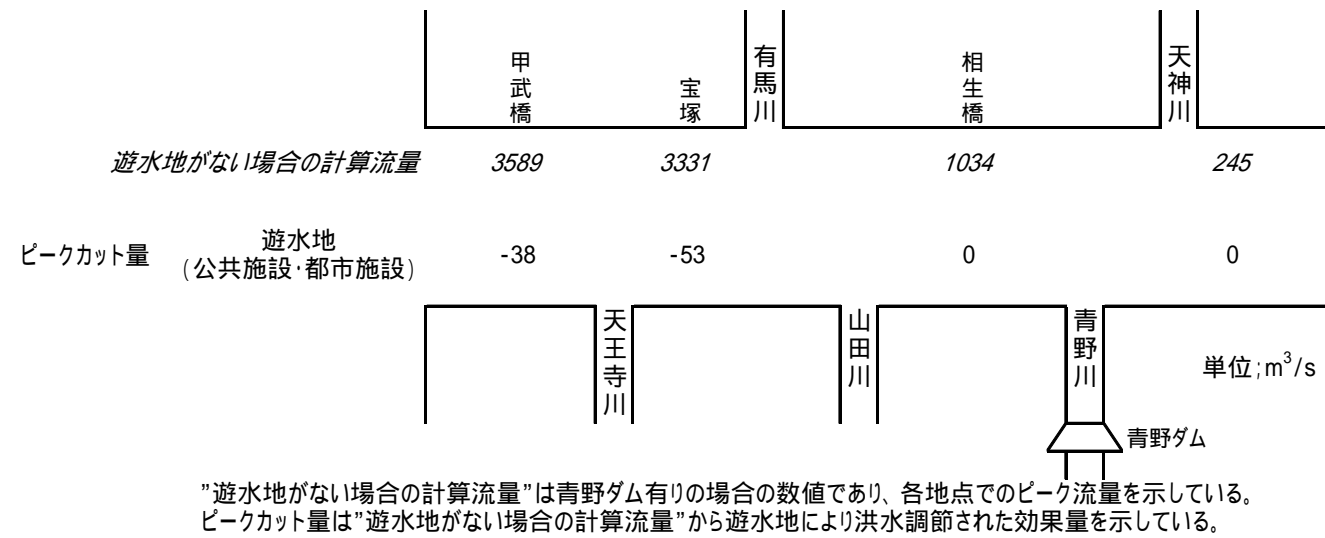 甲武橋
宝塚
有馬川
相生橋
天神川
遊水地がない場合の計算流量 3589 3331 1034 245
ピークカット量 遊水地 -38 -53 0 0
(公共施設・都市施設)
天王寺川
山田川
青野川
単位;m³/s
青野ダム
”遊水地がない場合の計算流量”は青野ダム有りの場合の数値であり、各地点でのピーク流量を示している。
ピークカット量は”遊水地がない場合の計算流量”から遊水地により洪水調節された効果量を示している。